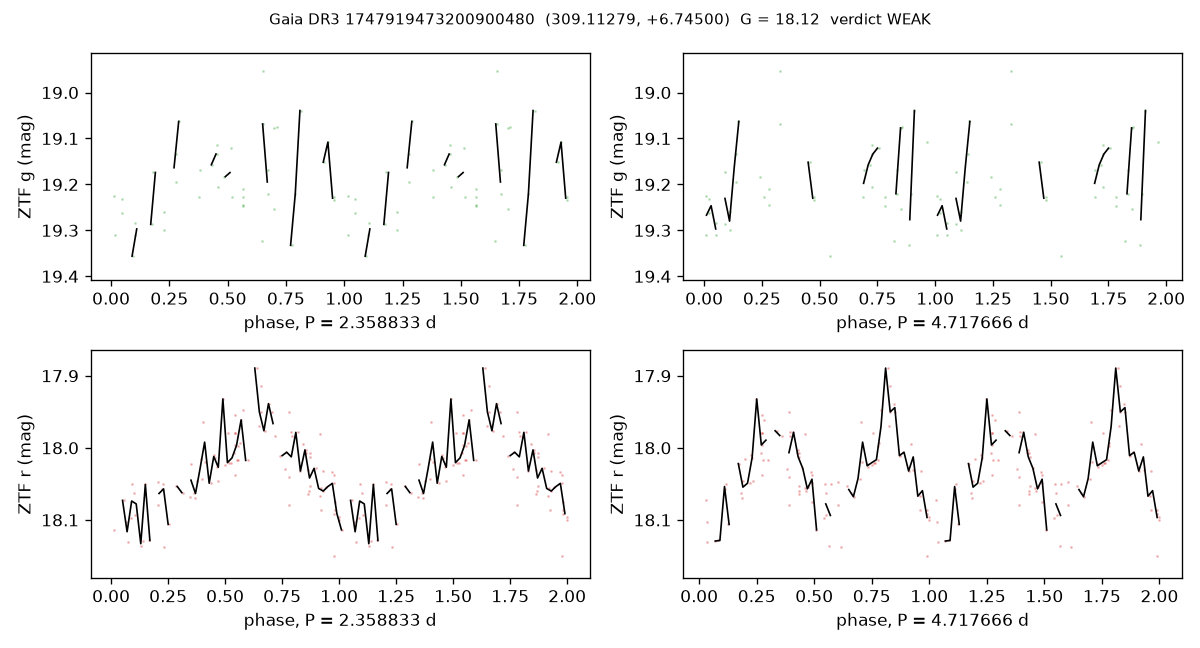 Gaia DR3 1747919473200900480 (309.11279, +6.74500) G = 18.12 verdict WEAK
ZTF g (mag)
19.0
19.1
19.2
19.3
19.4
0.00 0.25 0.50 0.75 1.00 1.25 1.50 1.75 2.00
phase, P = 2.358833 d
ZTF g (mag)
19.0
19.1
19.2
19.3
19.4
0.00 0.25 0.50 0.75 1.00 1.25 1.50 1.75 2.00
phase, P = 4.717666 d
ZTF r (mag)
17.9
18.0
18.1
0.00 0.25 0.50 0.75 1.00 1.25 1.50 1.75 2.00
phase, P = 2.358833 d
ZTF r (mag)
17.9
18.0
18.1
0.00 0.25 0.50 0.75 1.00 1.25 1.50 1.75 2.00
phase, P = 4.717666 d